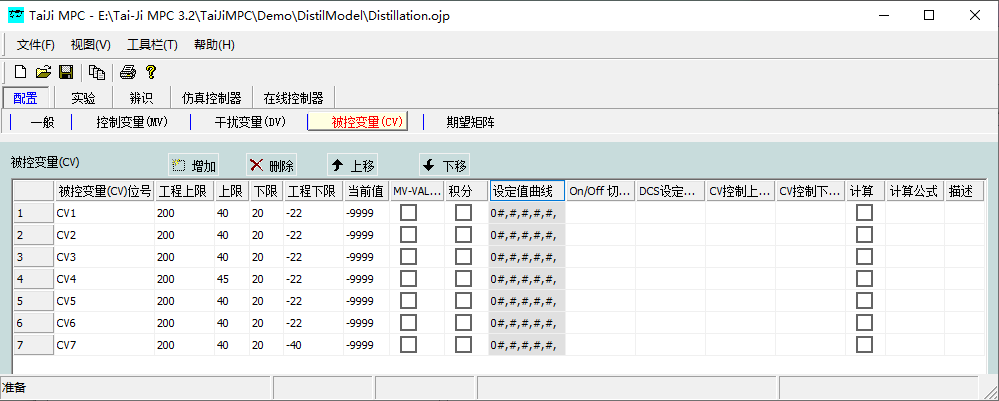 TaiJi MPC - E:\Tai-Ji MPC 3.2\TaiJiMPC\Demo\DistilModel\Distillation.ojp
文件(F) 视图(V) 工具栏(T) 帮助(H)
配置 实验 辨识 仿真控制器 在线控制器
一般 控制变量(MV) 干扰变量(DV) 被控变量(CV) 期望矩阵
被控变量(CV) 增加 删除 上移 下移
被控变量(CV)位号 工程上限 上限 下限 工程下限 当前值 MV-VAL... 积分 设定值曲线 On/Off 切... DCS设定... CV控制上... CV控制下... 计算 计算公式 描述
1 CV1 200 40 20 -22 -9999 0#,#,#,#,#,
2 CV2 200 40 20 -22 -9999 0#,#,#,#,#,
3 CV3 200 40 20 -22 -9999 0#,#,#,#,#,
4 CV4 200 45 20 -22 -9999 0#,#,#,#,#,
5 CV5 200 40 20 -22 -9999 0#,#,#,#,#,
6 CV6 200 40 20 -22 -9999 0#,#,#,#,#,
7 CV7 200 40 20 -40 -9999 0#,#,#,#,#,
准备